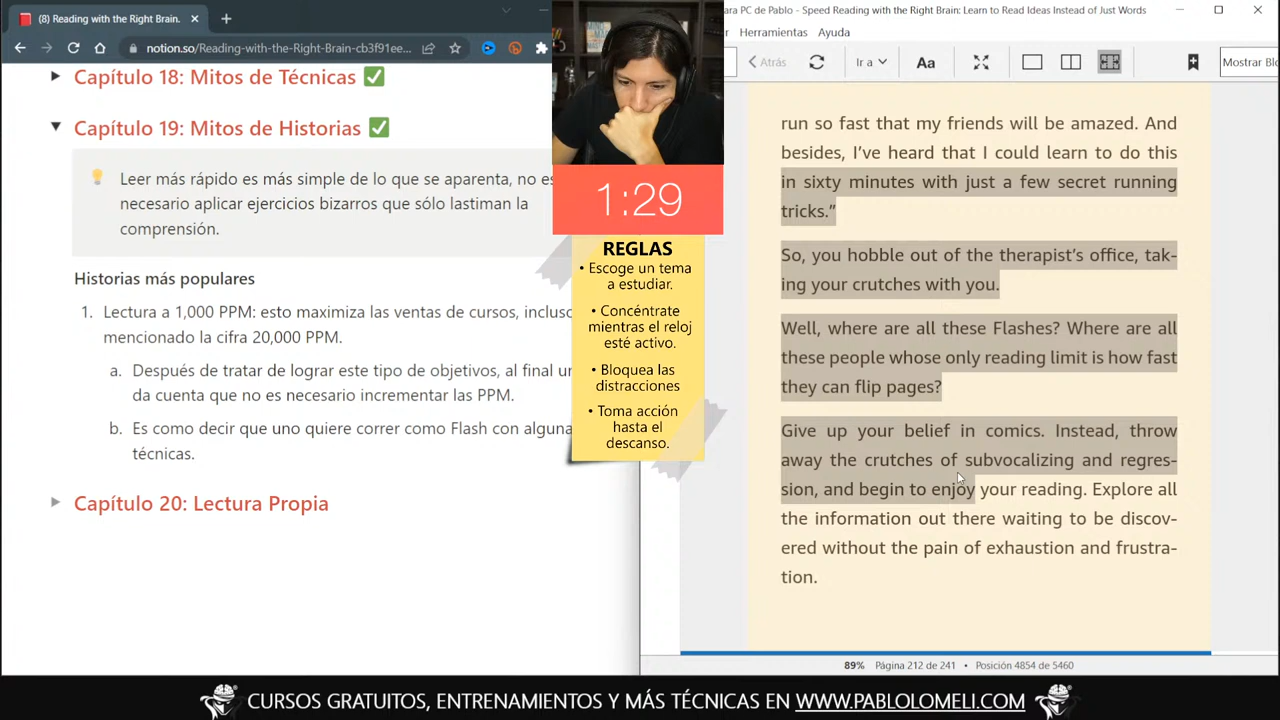 (8) Reading with the Right Brain.
notion.so/Reading-with-the-Right-Brain-cb3f91ee...
Capítulo 18: Mitos de Técnicas ✅
Capítulo 19: Mitos de Historias ✅
Leer más rápido es más simple de lo que se aparenta, no es
necesario aplicar ejercicios bizarros que sólo lastiman la
comprensión.
Historias más populares
1. Lectura a 1,000 PPM: esto maximiza las ventas de cursos, inclusc
mencionado la cifra 20,000 PPM.
a. Después de tratar de lograr este tipo de objetivos, al final ur
da cuenta que no es necesario incrementar las PPM.
b. Es como decir que uno quiere correr como Flash con alguna
técnicas.
Capítulo 20: Lectura Propia
1:29
REGLAS
• Escoge un tema
a estudiar.
• Concéntrate
mientras el reloj
esté activo.
• Bloquea las
distracciones
• Toma acción
hasta el
descanso.
ara PC de Pablo - Speed Reading with the Right Brain: Learn to Read Ideas Instead of Just Words
r Herramientas Ayuda
Atrás Ir a Aa Mostrar Blo
run so fast that my friends will be amazed. And
besides, I’ve heard that I could learn to do this
in sixty minutes with just a few secret running
tricks.”
So, you hobble out of the therapist’s office, tak-
ing your crutches with you.
Well, where are all these Flashes? Where are all
these people whose only reading limit is how fast
they can flip pages?
Give up your belief in comics. Instead, throw
away the crutches of subvocalizing and regres-
sion, and begin to enjoy your reading. Explore all
the information out there waiting to be discov-
ered without the pain of exhaustion and frustra-
tion.
89% Página 212 de 241 • Posición 4854 de 5460
CURSOS GRATUITOS, ENTRENAMIENTOS Y MÁS TÉCNICAS EN WWW.PABLOLOMELI.COM